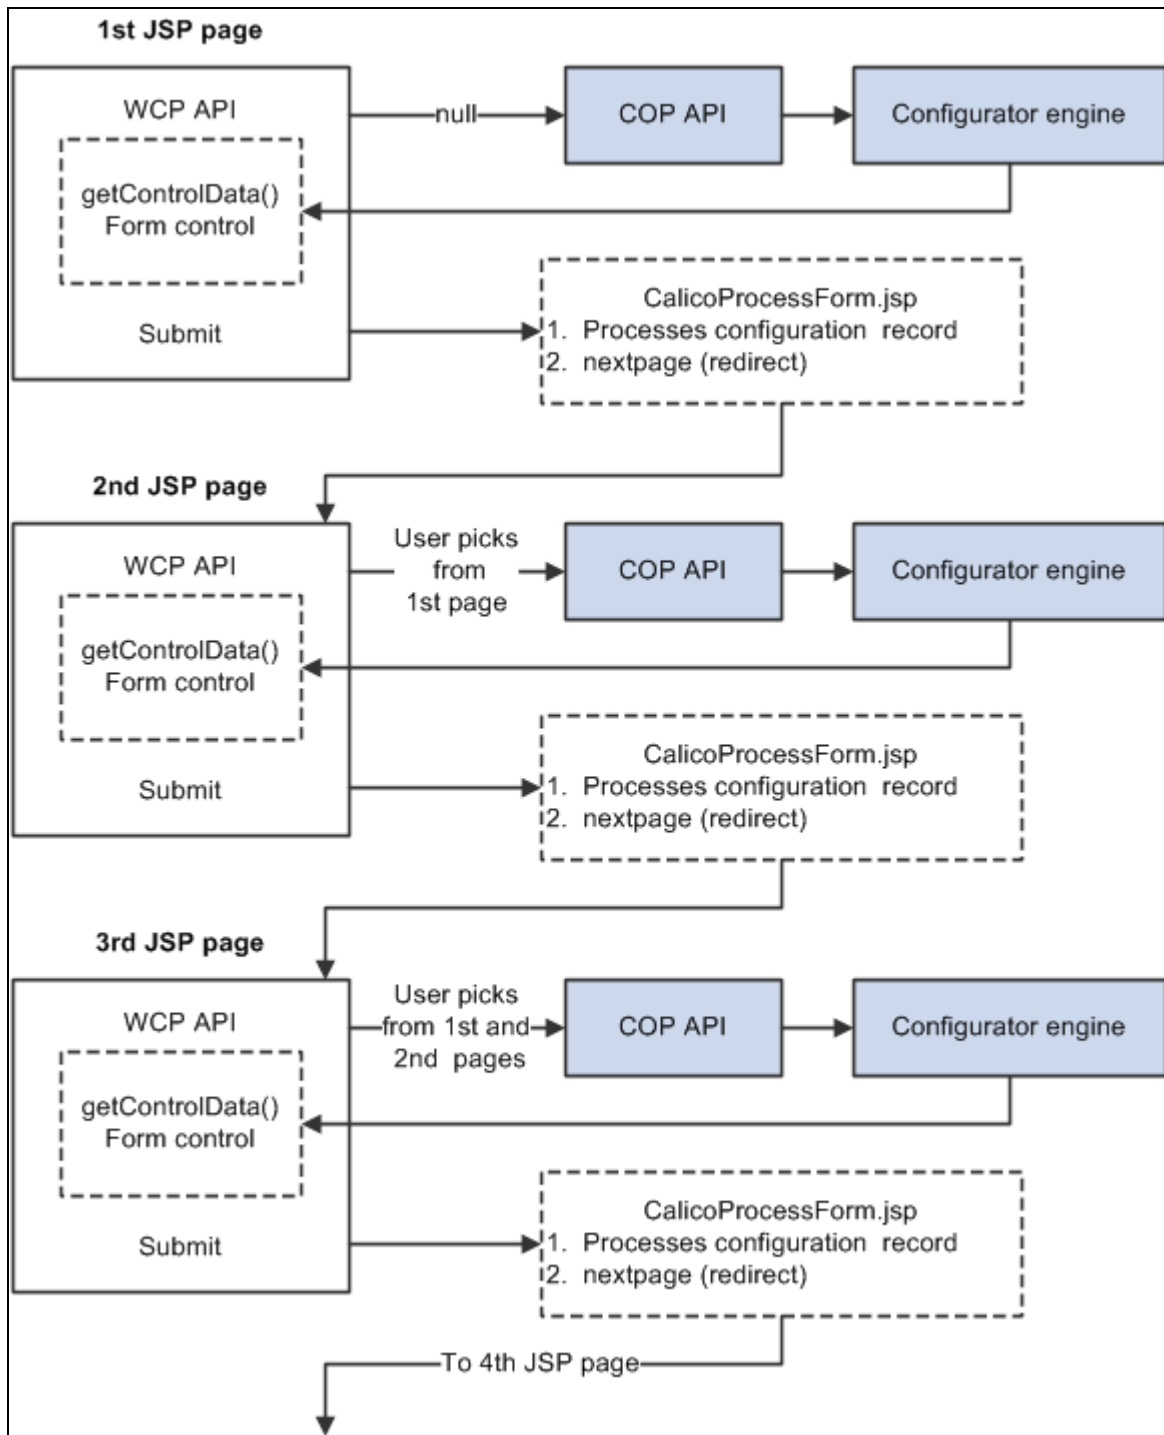 1st JSP page
WCP API
null
COP API
Configurator engine
getControlData()
Form control
CalicoProcessForm.jsp
1. Processes configuration record
2. nextpage (redirect)
Submit
2nd JSP page
WCP API
User picks
from
1st page
COP API
Configurator engine
getControlData()
Form control
CalicoProcessForm.jsp
1. Processes configuration record
2. nextpage (redirect)
Submit
3rd JSP page
WCP API
User picks
from 1st and
2nd pages
COP API
Configurator engine
getControlData()
Form control
CalicoProcessForm.jsp
1. Processes configuration record
2. nextpage (redirect)
Submit
To 4th JSP page